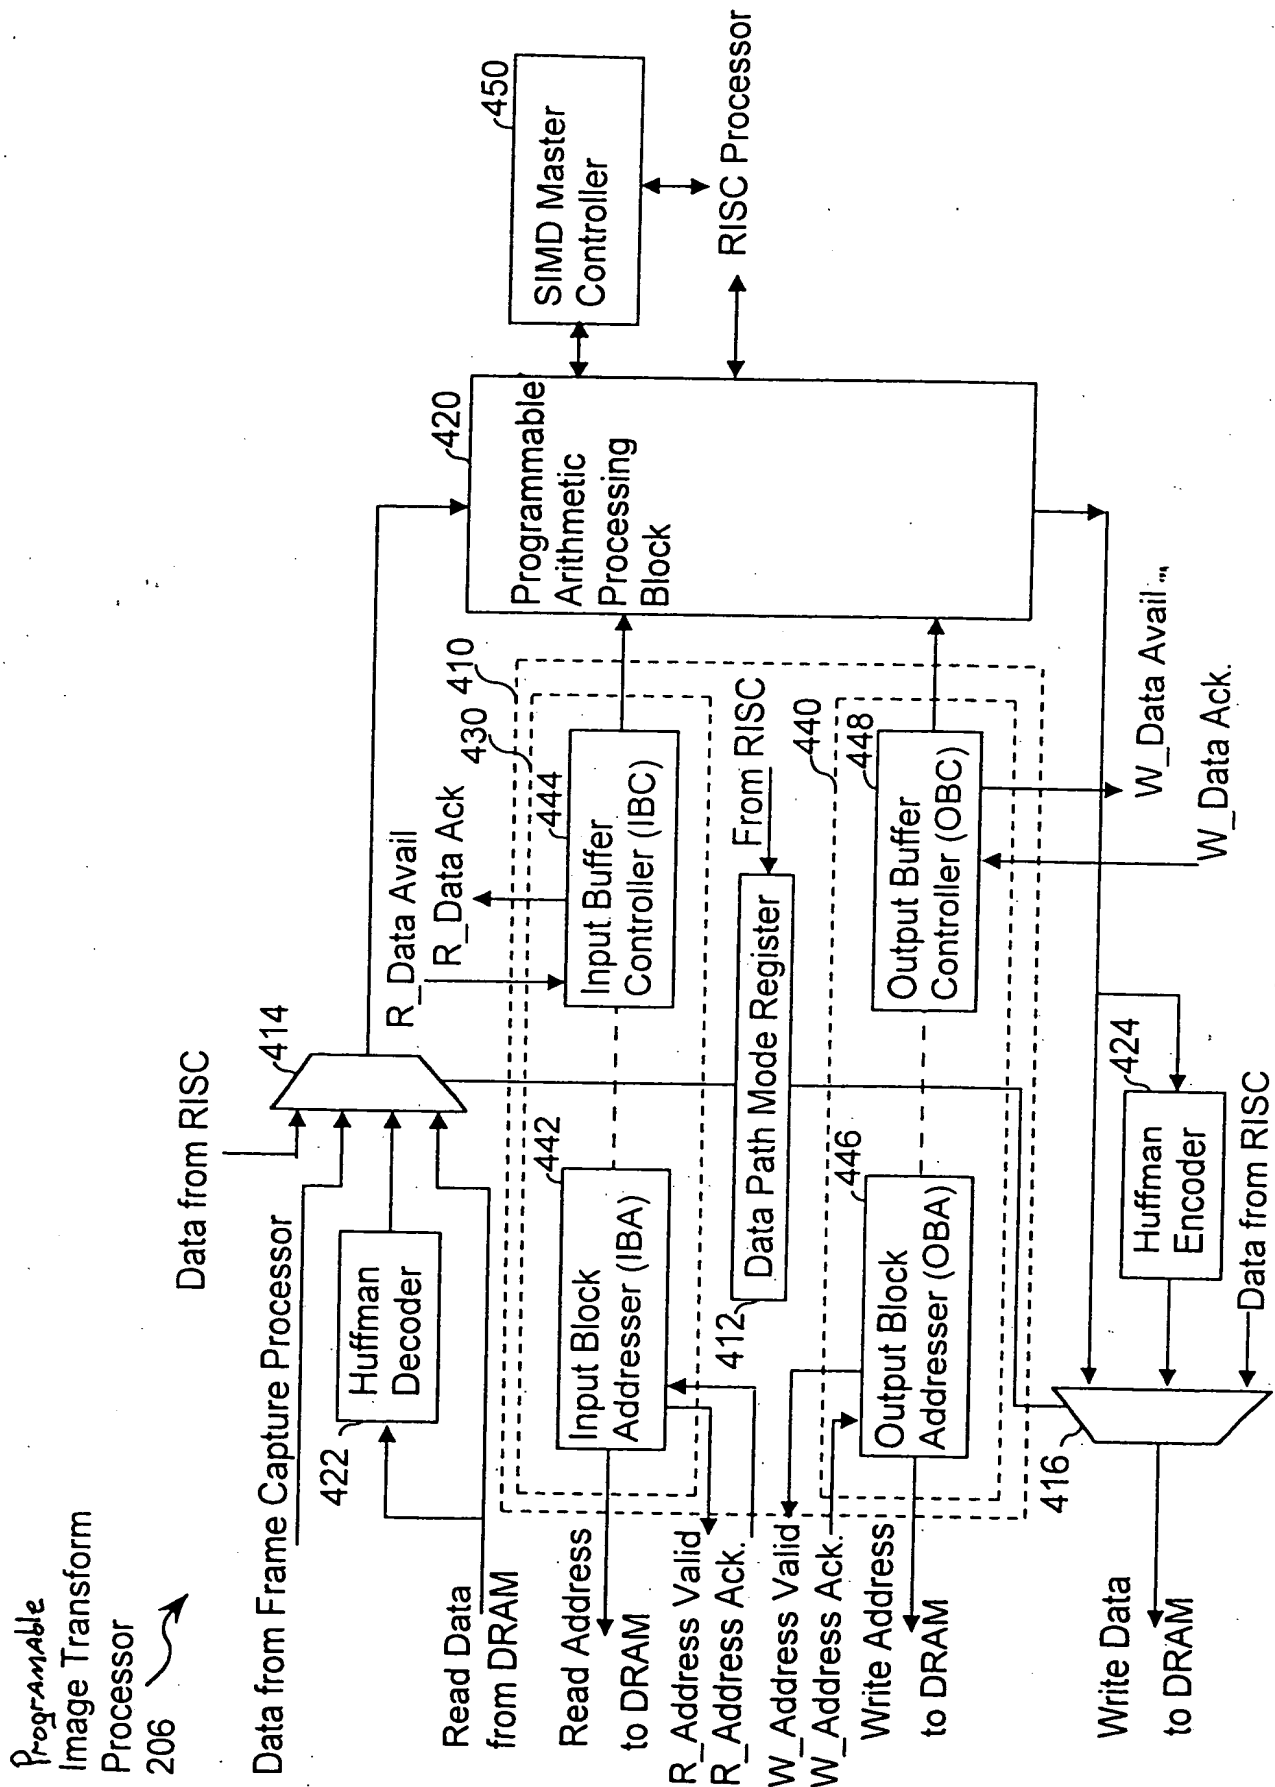 Programable
Image Transform
Processor
206
Data from RISC
Data from Frame Capture Processor
414
422
Huffman
Decoder
Read Data
from DRAM
R_Data Avail
R_Data Ack
410
430
420
450
SIMD Master
Controller
Programmable
Arithmetic
Processing
Block
RISC Processor
442
Input Block
Addresser (IBA)
444
Input Buffer
Controller (IBC)
Read Address
to DRAM
R_Address Valid
R_Address Ack.
412
Data Path Mode Register
From RISC
440
W_Address Valid
W_Address Ack.
446
Output Block
Addresser (OBA)
448
Output Buffer
Controller (OBC)
Write Address
to DRAM
W_Data Avail
W_Data Ack.
416
424
Huffman
Encoder
Data from RISC
Write Data
to DRAM